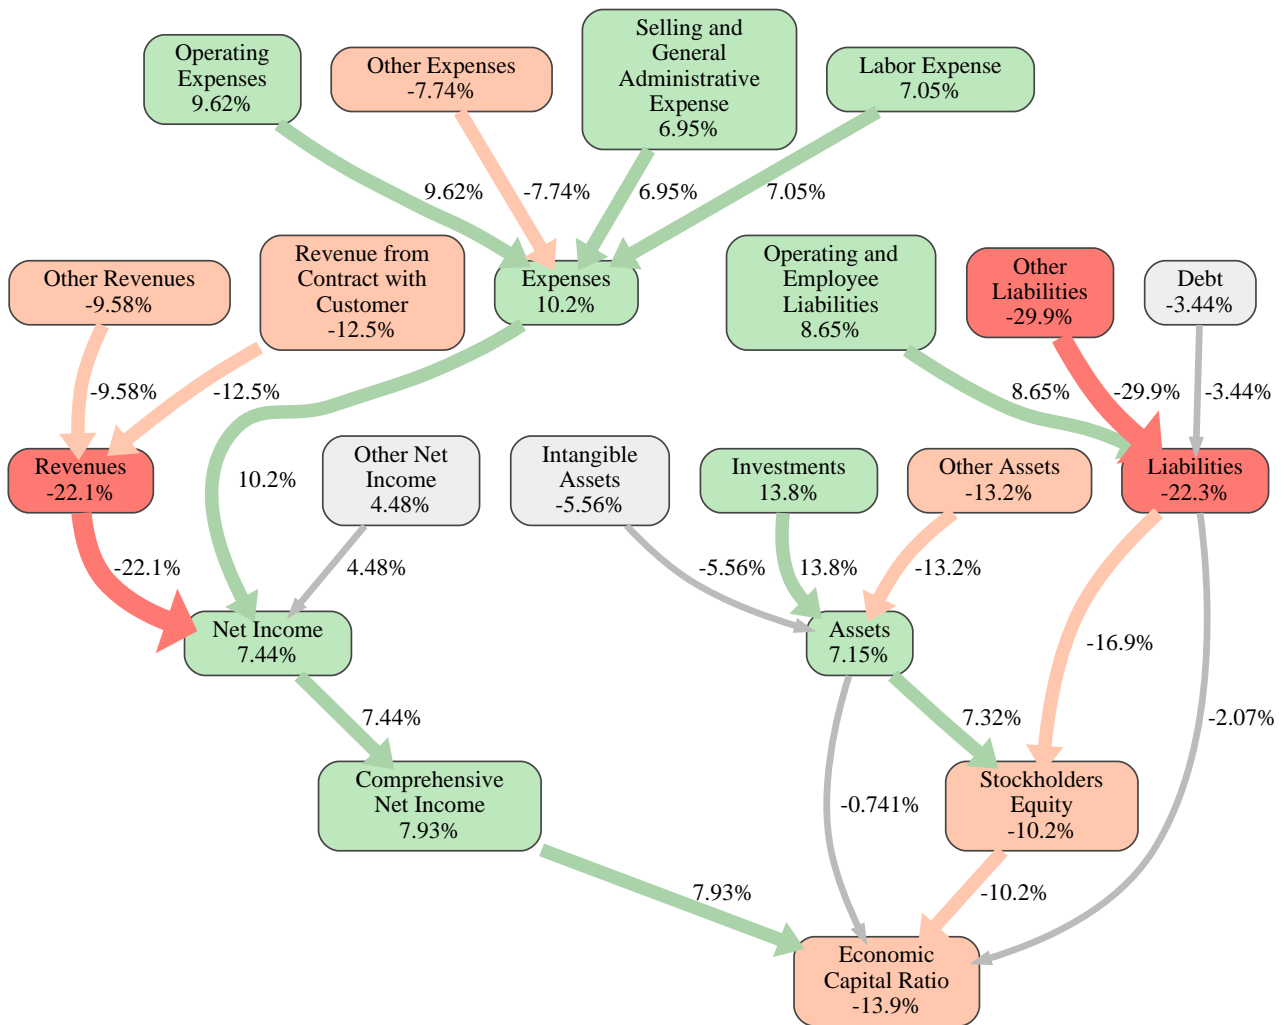 Operating
Expenses
9.62%
Other Expenses
-7.74%
Selling and
General
Administrative
Expense
6.95%
Labor Expense
7.05%
9.62%
-7.74%
6.95%
7.05%
Other Revenues
-9.58%
Revenue from
Contract with
Customer
-12.5%
Expenses
10.2%
Operating and
Employee
Liabilities
8.65%
Other
Liabilities
-29.9%
Debt
-3.44%
-9.58%
-12.5%
8.65%
-29.9%
-3.44%
Revenues
-22.1%
10.2%
Other Net
Income
4.48%
Intangible
Assets
-5.56%
Investments
13.8%
Other Assets
-13.2%
Liabilities
-22.3%
-22.1%
4.48%
-5.56%
13.8%
-13.2%
Net Income
7.44%
Assets
7.15%
-16.9%
7.44%
7.32%
-2.07%
Comprehensive
Net Income
7.93%
-0.741%
Stockholders
Equity
-10.2%
7.93%
-10.2%
Economic
Capital Ratio
-13.9%